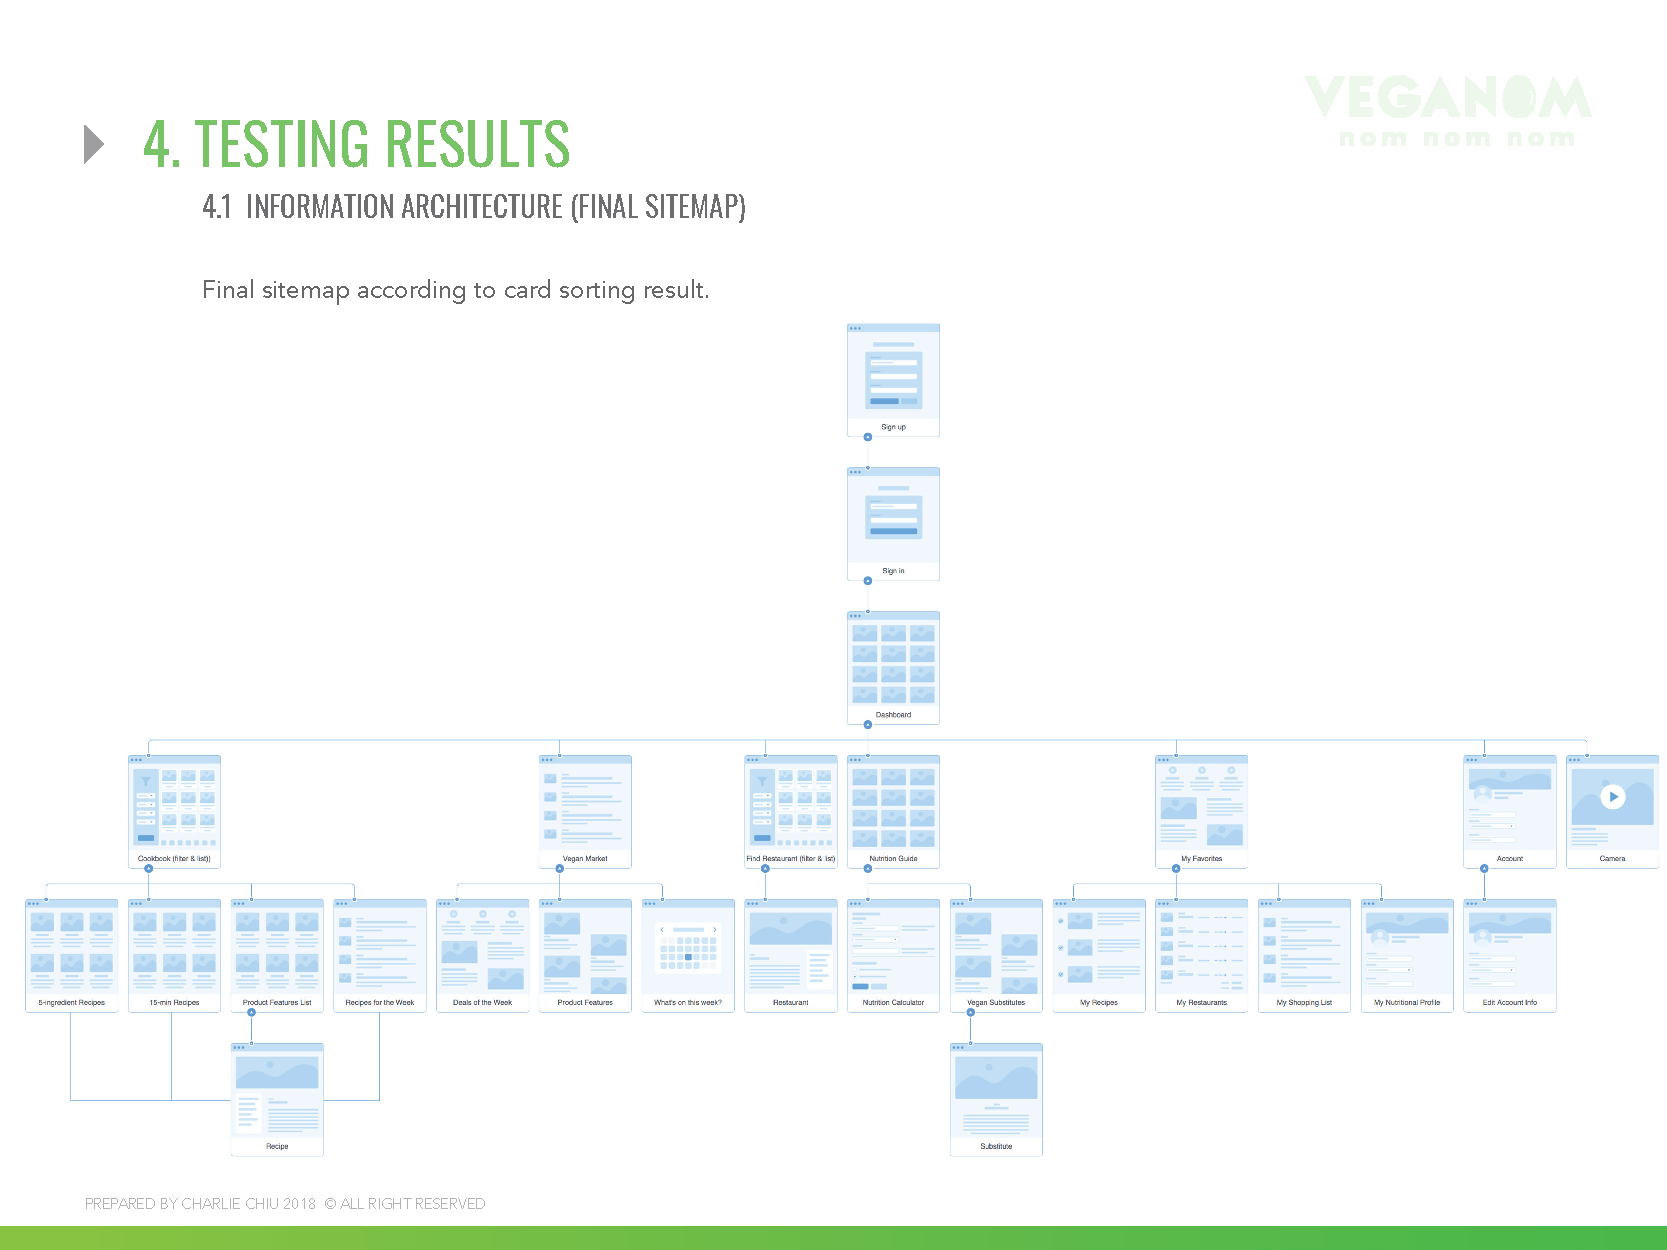 VEGANOM
nom nom nom
4. TESTING RESULTS
4.1 INFORMATION ARCHITECTURE (FINAL SITEMAP)
Final sitemap according to card sorting result.
Sign up
Sign in
Dashboard
Cookbook (filter & list))
Vegan Market
Find Restaurant (filter & list)
Nutrition Guide
My Favorites
Account
Camera
5-ingredient Recipes
15-min Recipes
Product Features List
Recipes for the Week
Deals of the Week
Product Features
What's on this week?
Restaurant
Nutrition Calculator
Vegan Substitutes
My Recipes
My Restaurants
My Shopping List
My Nutritional Profile
Edit Account Info
Recipe
Substitute
PREPARED BY CHARLIE CHIU 2018 © ALL RIGHT RESERVED